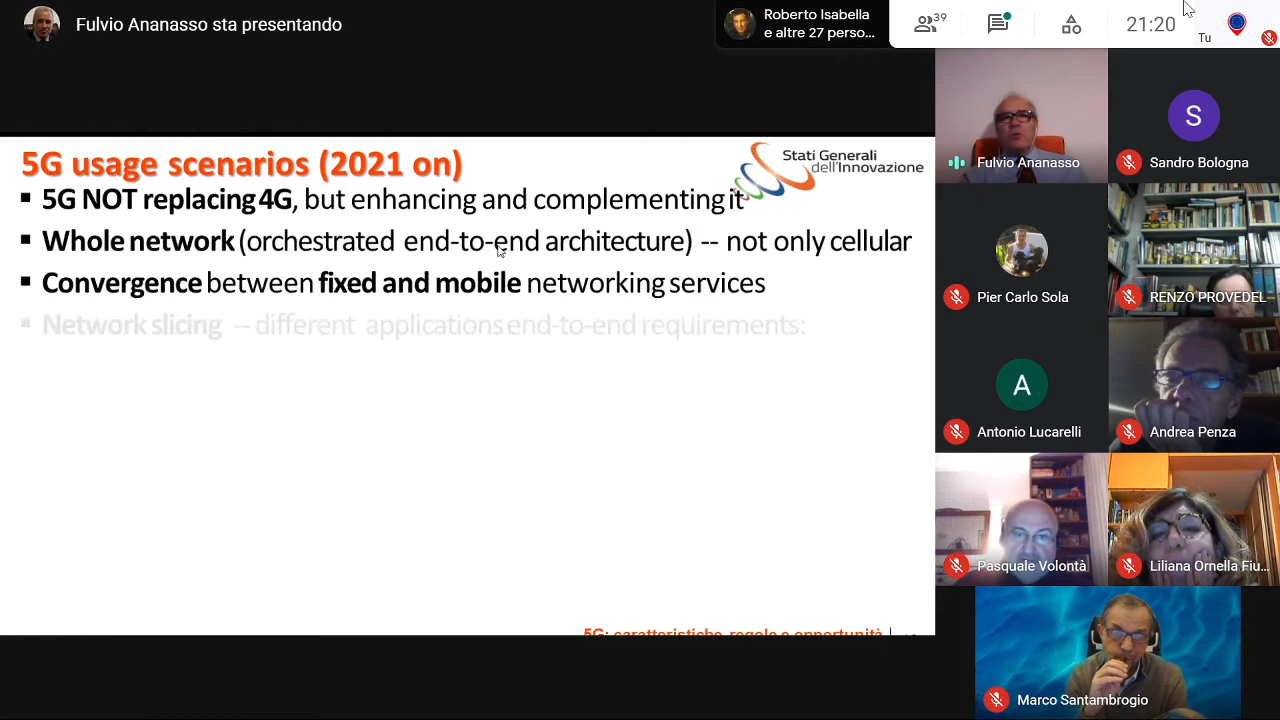 Fulvio Ananasso sta presentando
Roberto Isabella
e altre 27 perso...
39
21:20
Tu
5G usage scenarios (2021 on)
Stati Generali
dell'Innovazione
▪ 5G NOT replacing 4G, but enhancing and complementing it
▪ Whole network (orchestrated end-to-end architecture) -- not only cellular
▪ Convergence between fixed and mobile networking services
▪ Network slicing – different applications end-to-end requirements:
5G: caratteristiche, regole e opportunità
Fulvio Ananasso
S
Sandro Bologna
Pier Carlo Sola
RENZO PROVEDEL
A
Antonio Lucarelli
Andrea Penza
Pasquale Volontà
Liliana Ornella Fiu...
Marco Santambrogio